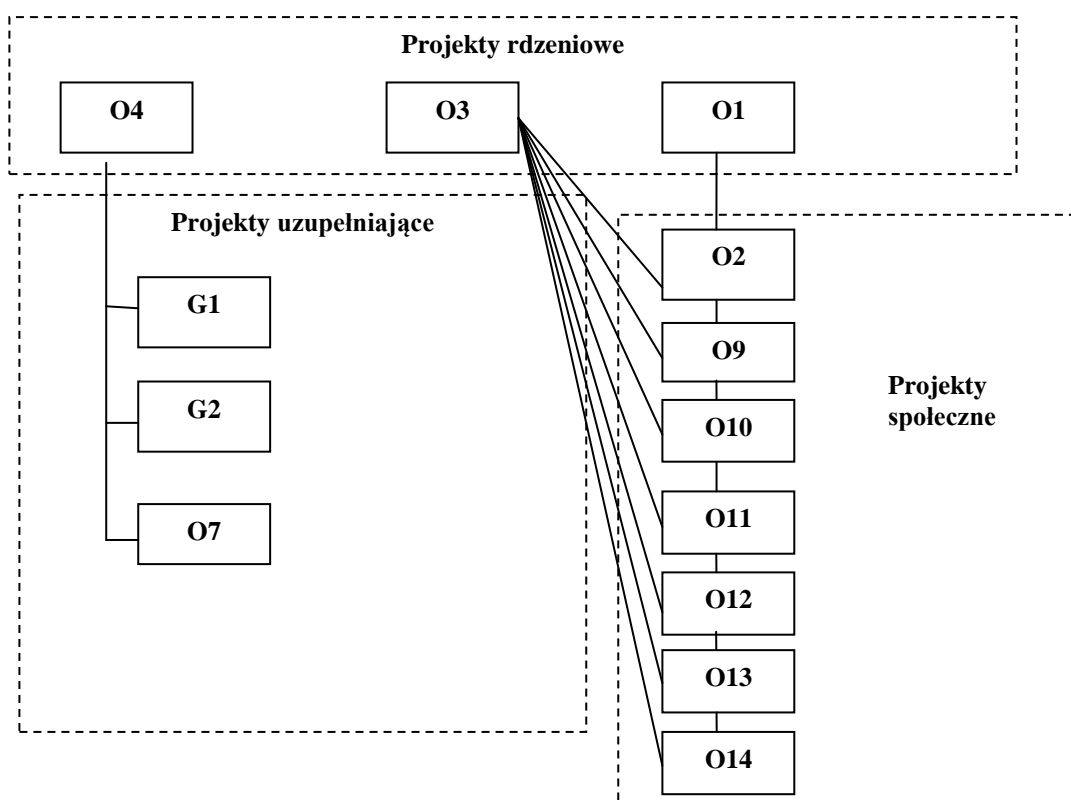 Projekty rdzeniowe
O4
O3
O1
Projekty uzupełniające
G1
G2
O7
O2
O9
O10
O11
O12
O13
O14
Projekty
społeczne